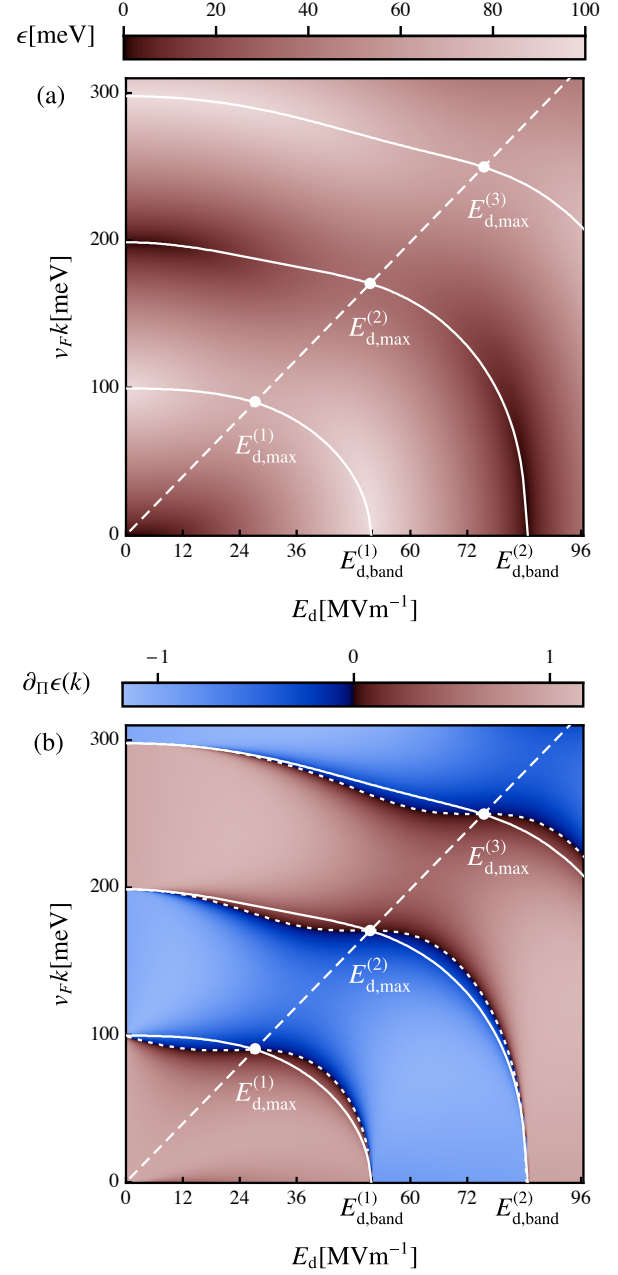 0 20 40 60 80 100
ϵ[meV]
(a)
300
200
100
0
v_F k[meV]
E_{d,max}^{(3)}
E_{d,max}^{(2)}
E_{d,max}^{(1)}
0 12 24 36 E_{d,band}^{(1)} 60 72 E_{d,band}^{(2)} 96
E_d[MVm⁻¹]
−1 0 1
∂_Π ϵ(k)
(b)
300
200
100
0
v_F k[meV]
E_{d,max}^{(3)}
E_{d,max}^{(2)}
E_{d,max}^{(1)}
0 12 24 36 E_{d,band}^{(1)} 60 72 E_{d,band}^{(2)} 96
E_d[MVm⁻¹]